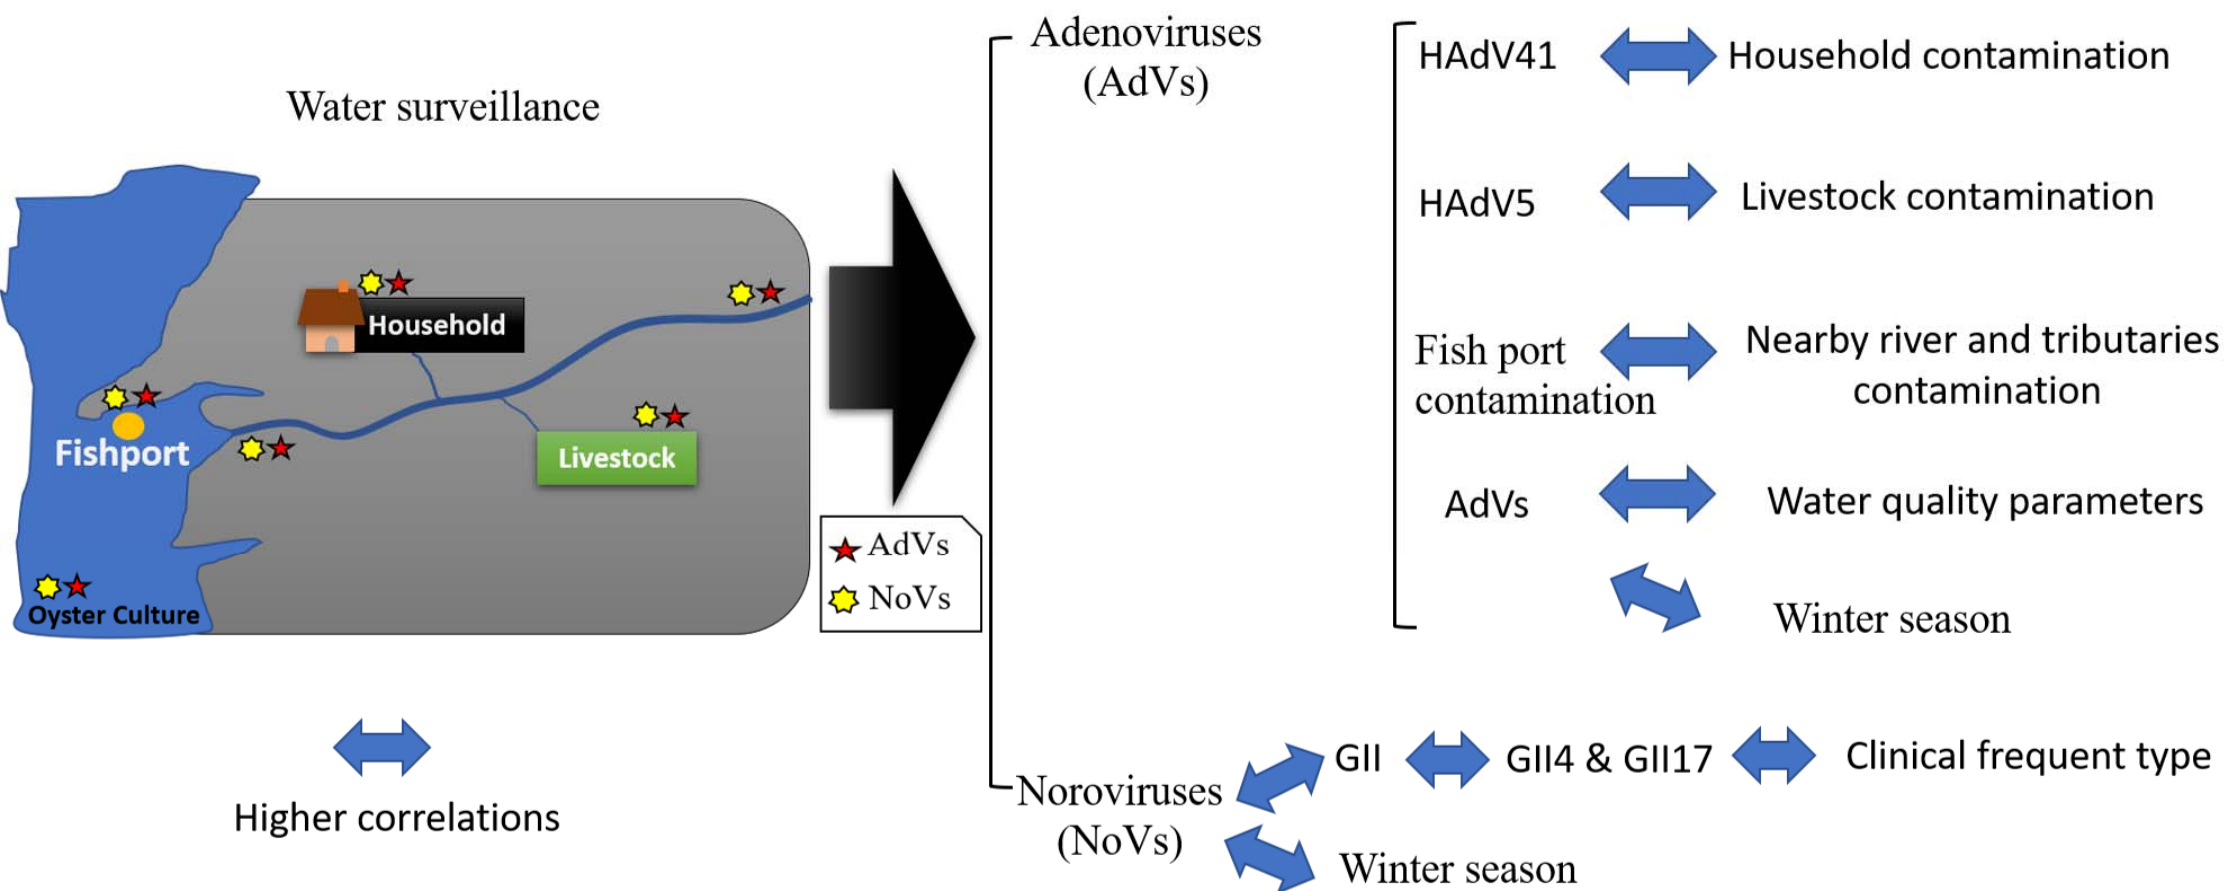 Water surveillance
Household
Livestock
Fishport
Oyster Culture
AdVs
NoVs
Higher correlations
Adenoviruses
(AdVs)
HAdV41
Household contamination
HAdV5
Livestock contamination
Fish port
contamination
Nearby river and tributaries
contamination
AdVs
Water quality parameters
Winter season
Noroviruses
(NoVs)
GII
GII4 & GII17
Clinical frequent type
Winter season